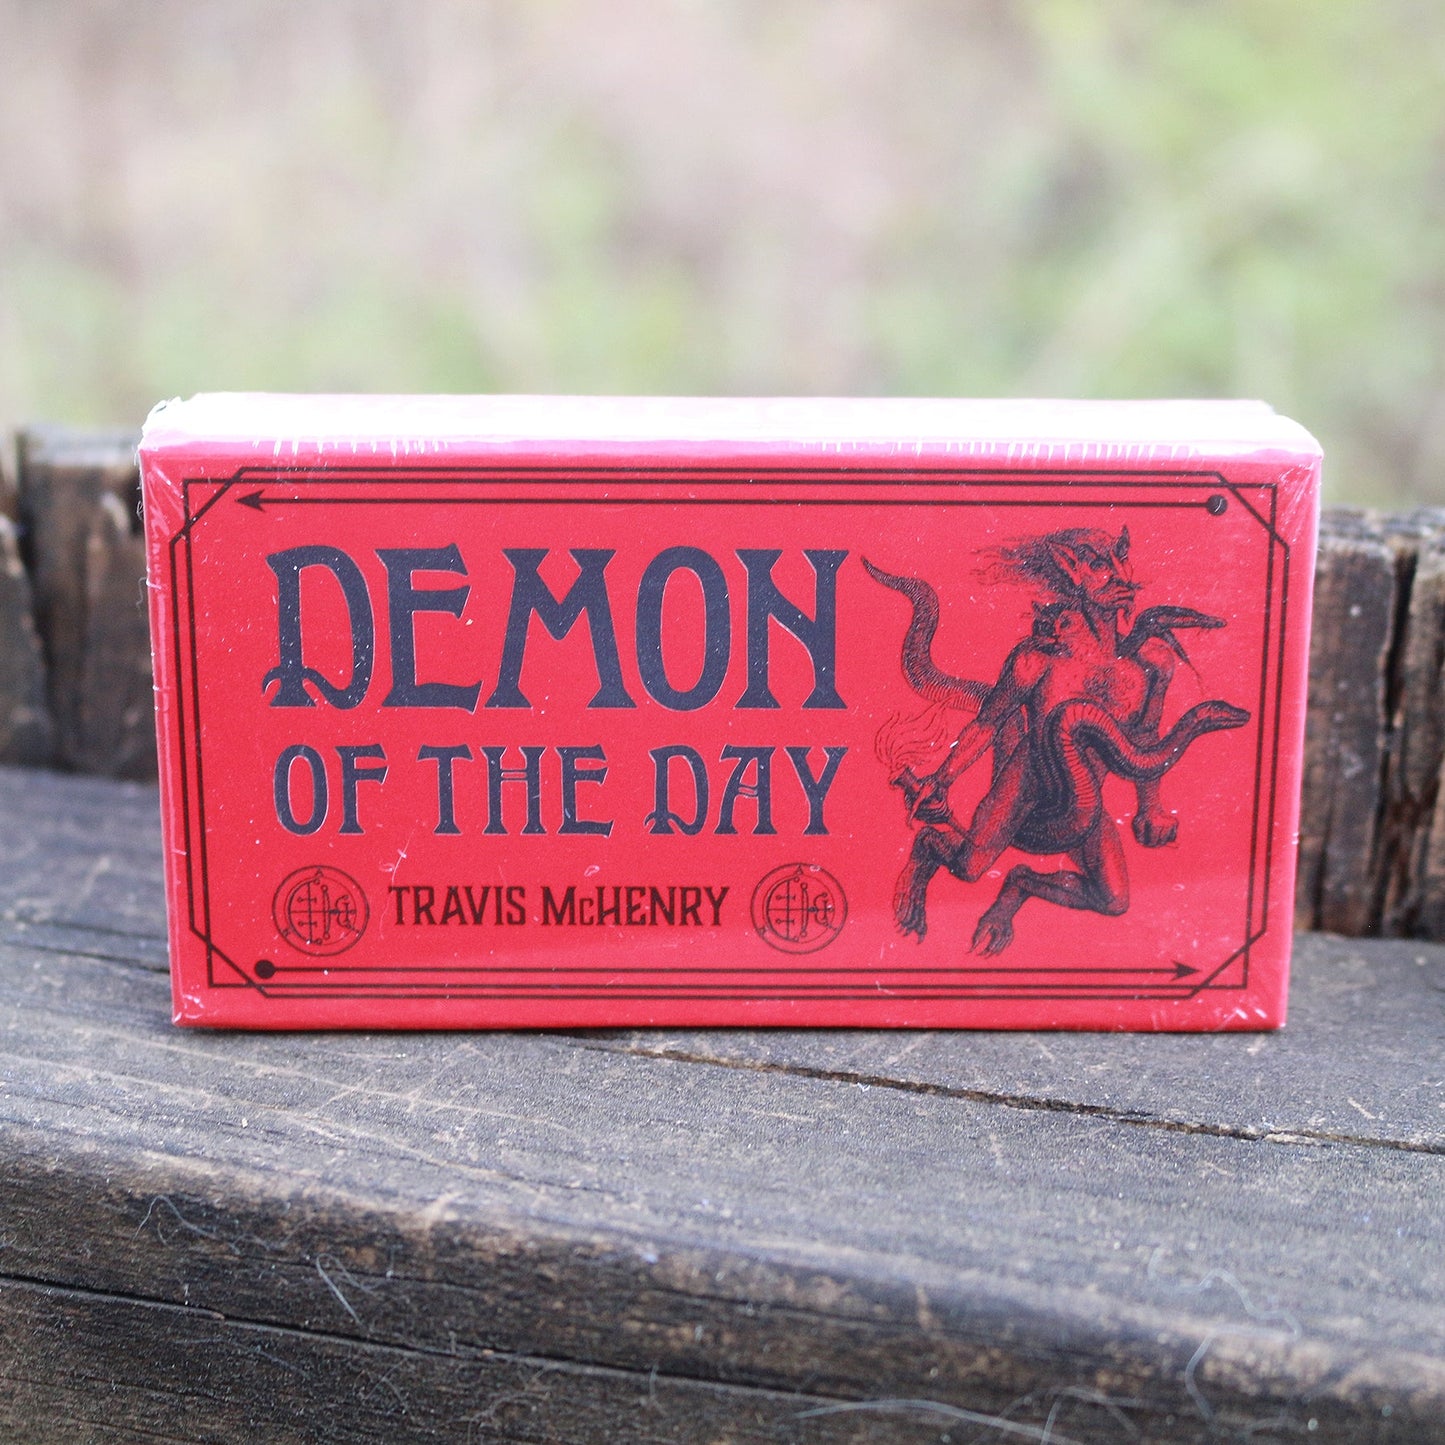 DEMON
OF THE DAY
TRAVIS McHENRY